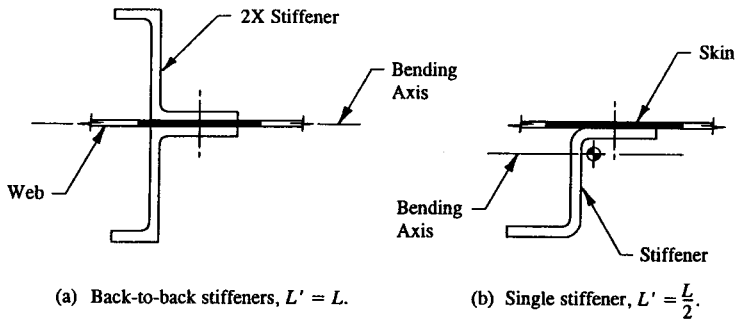 2X Stiffener
Bending
Axis
Web
(a) Back-to-back stiffeners, L' = L.
Skin
Bending
Axis
Stiffener
(b) Single stiffener, L' = L/2.